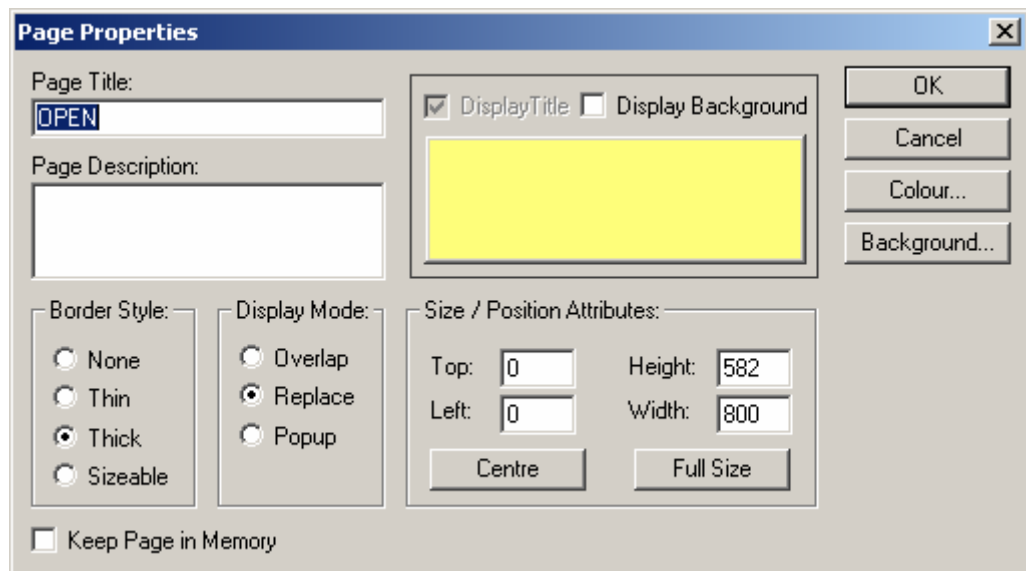 Page Properties
Page Title:
OPEN
Page Description:
DisplayTitle
Display Background
OK
Cancel
Colour...
Background...
Border Style:
None
Thin
Thick
Sizeable
Display Mode:
Overlap
Replace
Popup
Size / Position Attributes:
Top: 0
Height: 582
Left: 0
Width: 800
Centre
Full Size
Keep Page in Memory